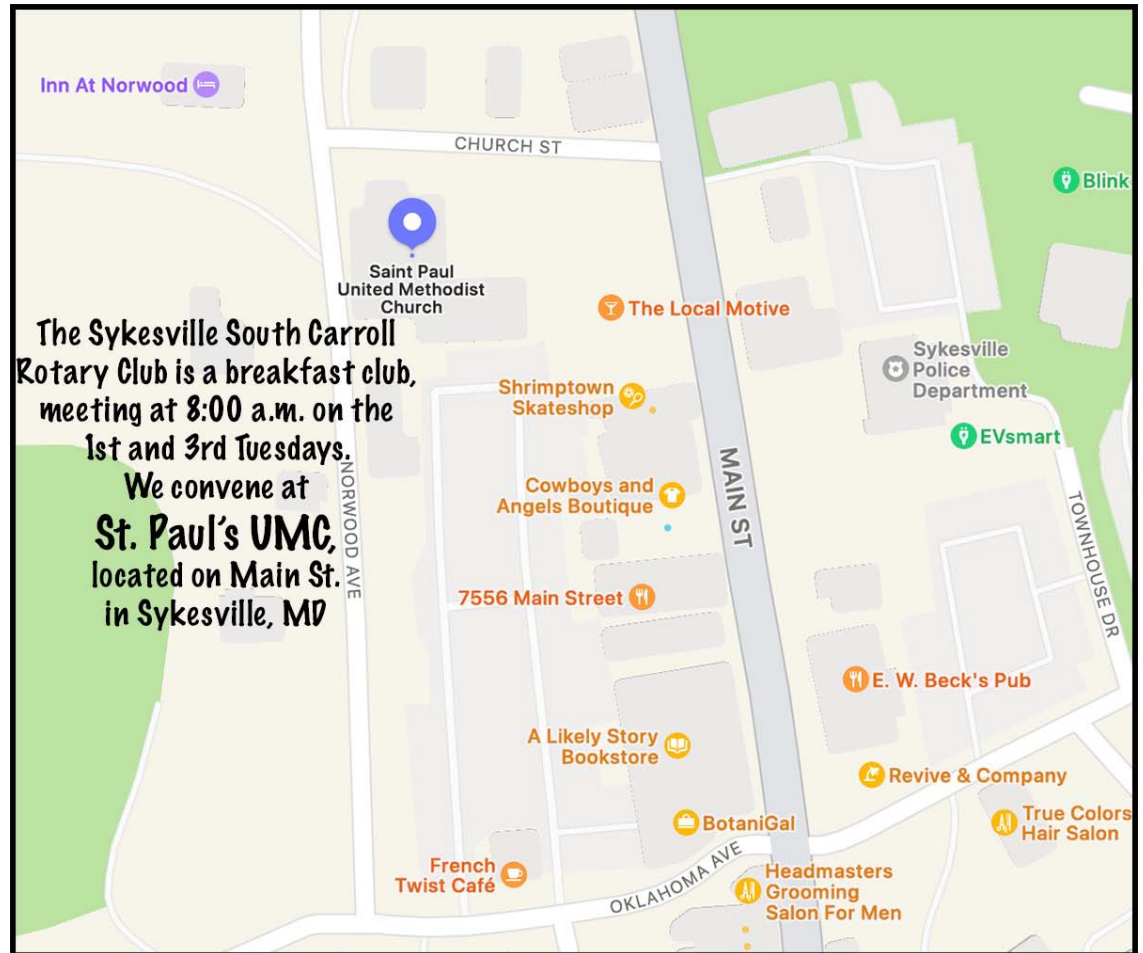 Inn At Norwood
CHURCH ST
Blink
Saint Paul
United Methodist
Church
The Local Motive
The Sykesville South Carroll
Rotary Club is a breakfast club,
meeting at 8:00 a.m. on the
1st and 3rd Tuesdays.
We convene at
St. Paul's UMC,
located on Main St.
in Sykesville, MD
NORWOOD AVE
Sykesville
Police
Department
Shrimptown
Skateshop
EVsmart
MAIN ST
Cowboys and
Angels Boutique
TOWNHOUSE DR
7556 Main Street
E. W. Beck's Pub
A Likely Story
Bookstore
Revive & Company
BotaniGal
True Colors
Hair Salon
French
Twist Café
OKLAHOMA AVE
Headmasters
Grooming
Salon For Men